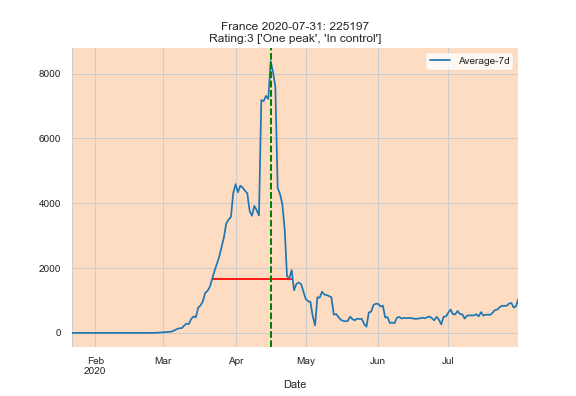 France 2020-07-31: 225197
Rating:3 ['One peak', 'In control']
Average-7d
8000
6000
4000
2000
0
Feb
2020
Mar
Apr
May
Jun
Jul
Date